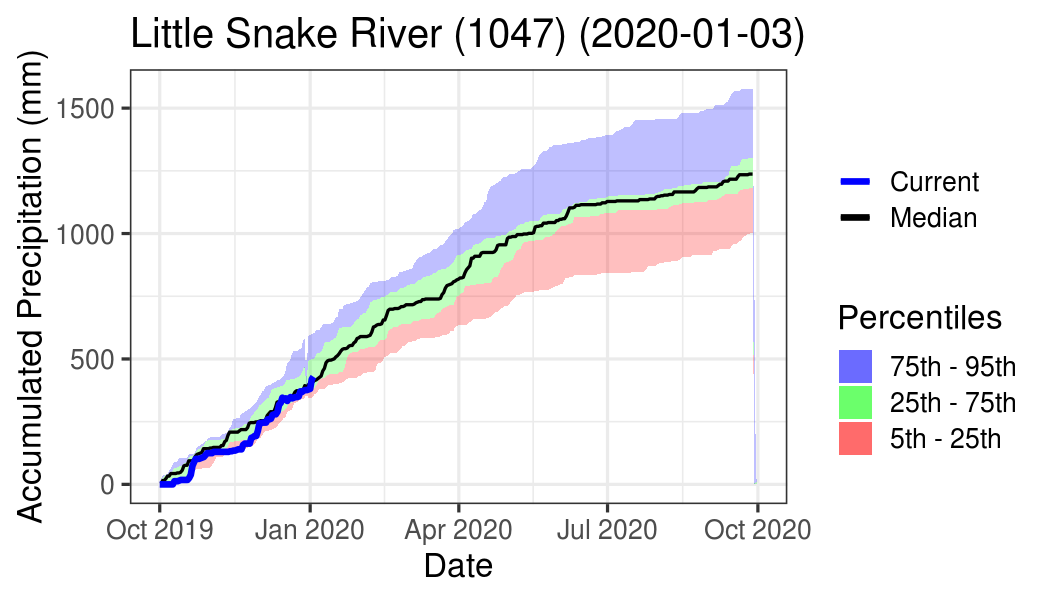 Little Snake River (1047) (2020-01-03)
Accumulated Precipitation (mm)
1500
1000
500
0
Oct 2019
Jan 2020
Apr 2020
Jul 2020
Oct 2020
Date
Current
Median
Percentiles
75th - 95th
25th - 75th
5th - 25th